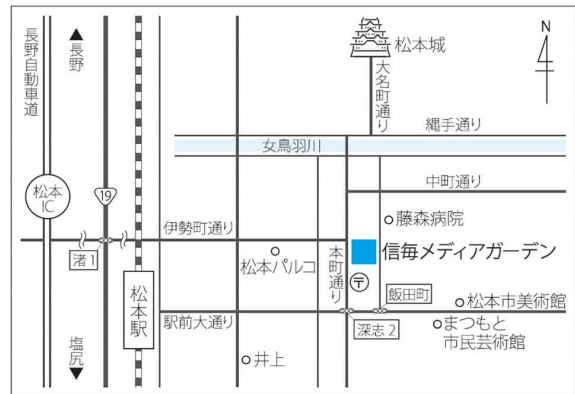 長野自動車道
▲長野
松本城
N
大名町通り
縄手通り
女鳥羽川
中町通り
松本
IC
19
藤森病院
伊勢町通り
信毎メディアガーデン
渚1
松本パルコ
本町通り
〒
飯田町
松本駅
松本市美術館
駅前大通り
深志2
まつもと
市民芸術館
塩尻▼
井上